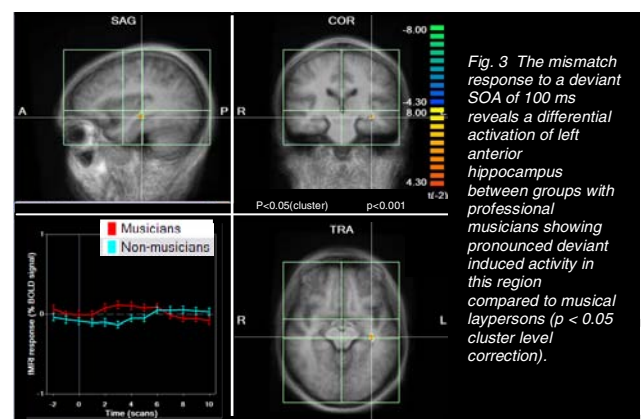 SAG
A
P
COR
R
-8.00
-4.30
8.00
4.30
t(-2)
P<0.05(cluster) p<0.001
Musicians
Non-musicians
1
0
-1
fMRI response (% BOLD signal)
-2 0 2 4 6 8 10
Time (scans)
TRA
R
L
Fig. 3 The mismatch
response to a deviant
SOA of 100 ms
reveals a differential
activation of left
anterior
hippocampus
between groups with
professional
musicians showing
pronounced deviant
induced activity in
this region
compared to musical
laypersons (p < 0.05
cluster level
correction).